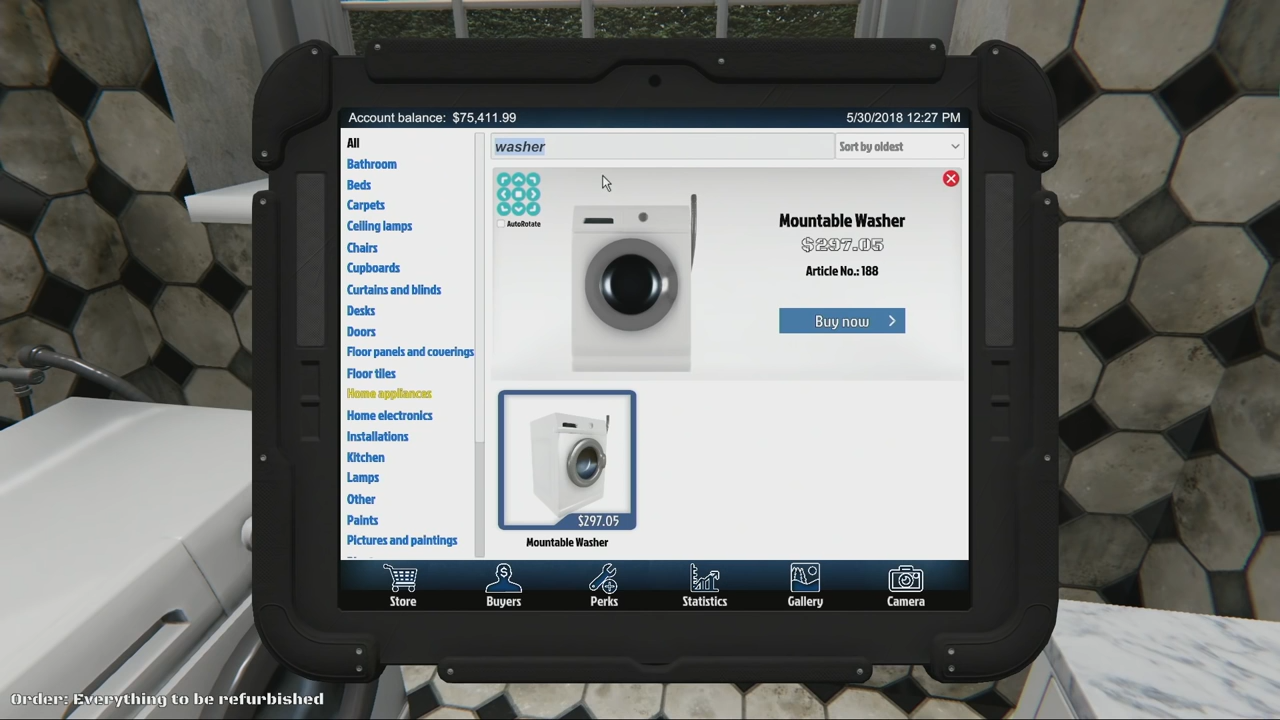 Account balance: $75,411.99
5/30/2018 12:27 PM
All
Bathroom
Beds
Carpets
Ceiling lamps
Chairs
Cupboards
Curtains and blinds
Desks
Doors
Floor panels and coverings
Floor tiles
Home appliances
Home electronics
Installations
Kitchen
Lamps
Other
Paints
Pictures and paintings
washer
Sort by oldest
AutoRotate
Mountable Washer
$297.05
Article No.: 188
Buy now
$297.05
Mountable Washer
Store
Buyers
Perks
Statistics
Gallery
Camera
Order: Everything to be refurbished